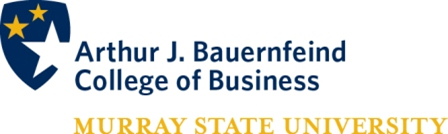 Arthur J. Bauernfeind
College of Business
MURRAY STATE UNIVERSITY